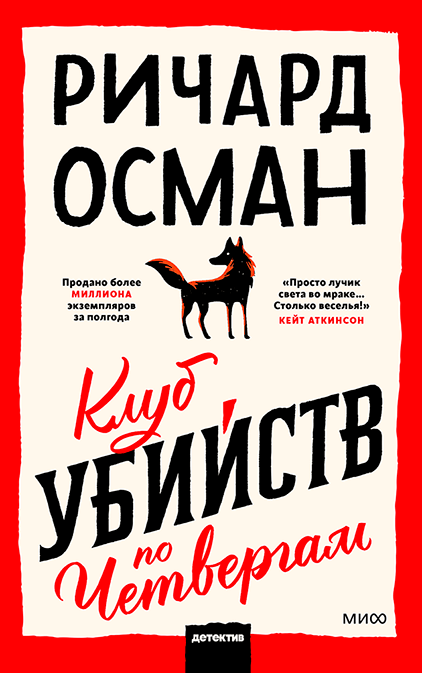 РИЧАРД
ОСМАН
Продано более
МИЛЛИОНА
экземпляров
за полгода
«Просто лучик
света во мраке...
Столько веселья!»
КЕЙТ АТКИНСОН
Клуб
УБИЙСТВ
по
Четвергам
МИФ
детектив